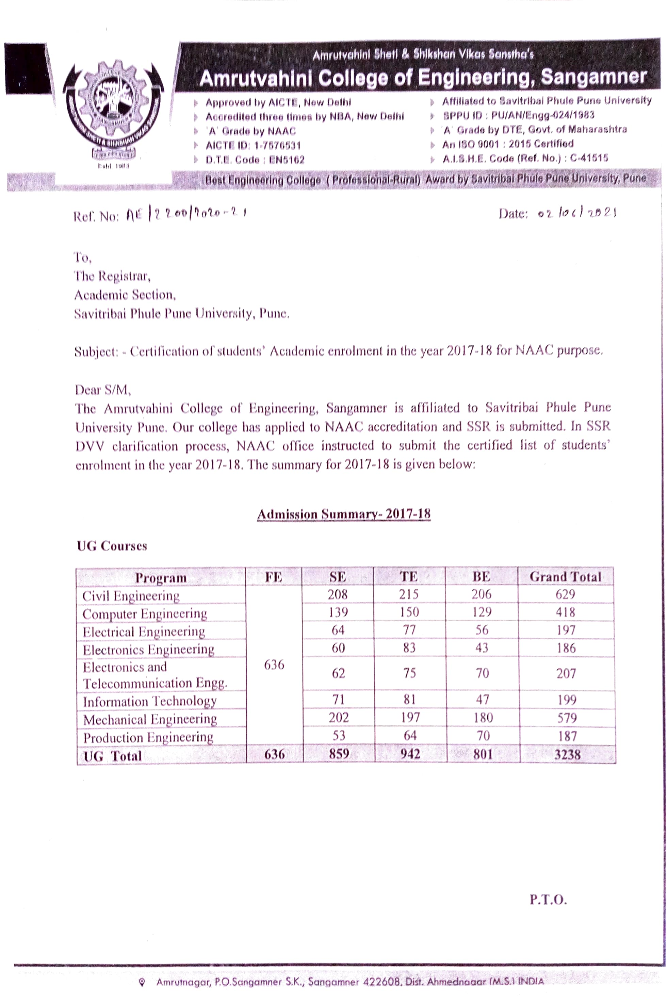 Amrutvahini Sheti & Shikshan Vikas Sanstha's
Amrutvahini College of Engineering, Sangamner
Approved by AICTE, New Delhi
Accredited three times by NBA, New Delhi
'A' Grade by NAAC
AICTE ID: 1-7576531
D.T.E. Code : EN5162
Affiliated to Savitribai Phule Pune University
SPPU ID : PU/AN/Engg-024/1983
'A' Grade by DTE, Govt. of Maharashtra
An ISO 9001 : 2015 Certified
A.I.S.H.E. Code (Ref. No.) : C-41515
Estd 1983
Best Engineering College ( Professional-Rural) Award by Savitribai Phule Pune University, Pune
Ref. No: AE/2200/2020-21
Date: 02/06/2021
To,
The Registrar,
Academic Section,
Savitribai Phule Pune University, Pune.
Subject: - Certification of students' Academic enrolment in the year 2017-18 for NAAC purpose.
Dear S/M,
The Amrutvahini College of Engineering, Sangamner is affiliated to Savitribai Phule Pune
University Pune. Our college has applied to NAAC accreditation and SSR is submitted. In SSR
DVV clarification process, NAAC office instructed to submit the certified list of students'
enrolment in the year 2017-18. The summary for 2017-18 is given below:
Admission Summary- 2017-18
UG Courses
Program FE SE TE BE Grand Total
Civil Engineering 208 215 206 629
Computer Engineering 139 150 129 418
Electrical Engineering 64 77 56 197
Electronics Engineering 60 83 43 186
636
Electronics and
Telecommunication Engg. 62 75 70 207
Information Technology 71 81 47 199
Mechanical Engineering 202 197 180 579
Production Engineering 53 64 70 187
UG Total 636 859 942 801 3238
P.T.O.
Amrutnagar, P.O.Sangamner S.K., Sangamner 422608, Dist. Ahmednagar (M.S.) INDIA